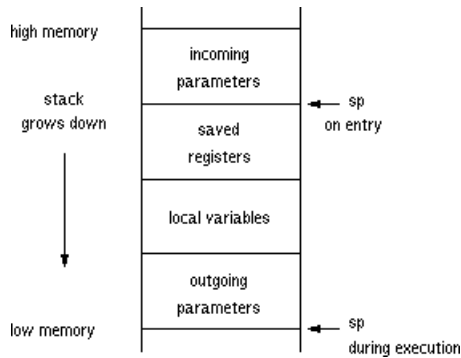 high memory
incoming
parameters
stack
grows down
sp
on entry
saved
registers
local variables
outgoing
parameters
low memory
sp
during execution